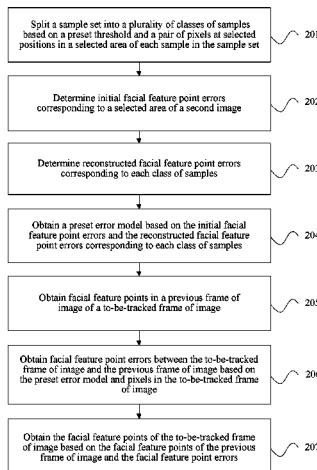 Split a sample set into a plurality of classes of samples
based on a preset threshold and a pair of pixels at selected
positions in a selected area of each sample in the sample set
201
Determine initial facial feature point errors
corresponding to a selected area of a second image
202
Determine reconstructed facial feature point errors
corresponding to each class of samples
203
Obtain a preset error model based on the initial facial
feature point errors and the reconstructed facial feature
point errors corresponding to each class of samples
204
Obtain facial feature points in a previous frame of
image of a to-be-tracked frame of image
205
Obtain facial feature point errors between the to-be-tracked
frame of image and the previous frame of image based on
the preset error model and pixels in the to-be-tracked frame
of image
206
Obtain the facial feature points of the to-be-tracked frame
of image based on the facial feature points of the previous
frame of image and the facial feature point errors
207